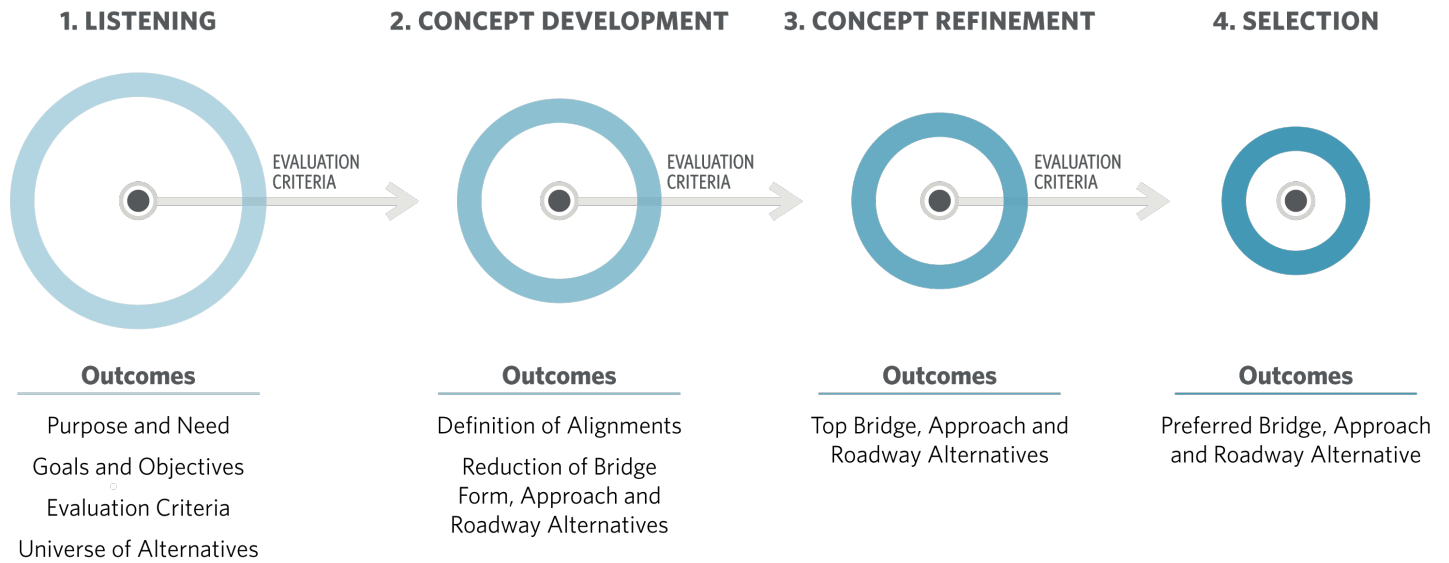 1. LISTENING
2. CONCEPT DEVELOPMENT
3. CONCEPT REFINEMENT
4. SELECTION
EVALUATION
CRITERIA
EVALUATION
CRITERIA
EVALUATION
CRITERIA
Outcomes
Purpose and Need
Goals and Objectives
Evaluation Criteria
Universe of Alternatives
Outcomes
Definition of Alignments
Reduction of Bridge
Form, Approach and
Roadway Alternatives
Outcomes
Top Bridge, Approach and
Roadway Alternatives
Outcomes
Preferred Bridge, Approach
and Roadway Alternative